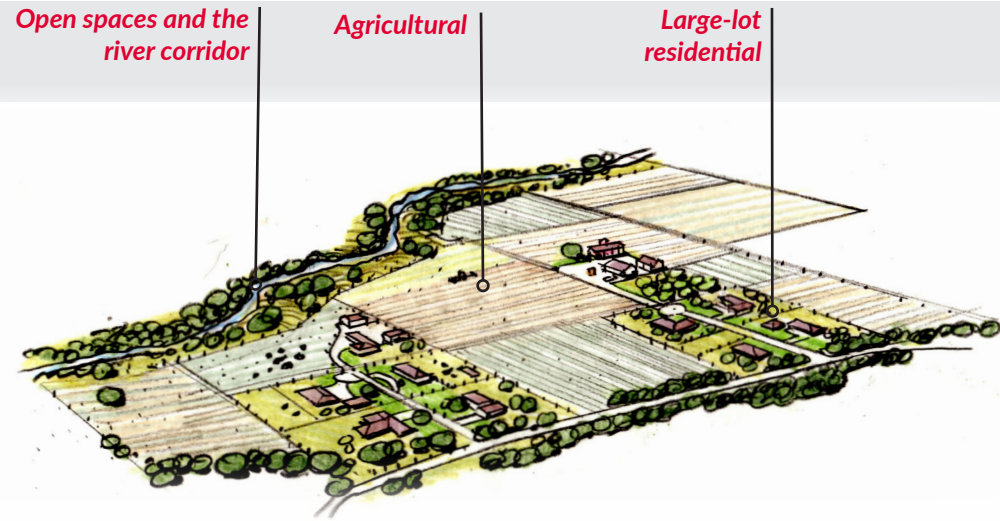 Open spaces and the
river corridor
Agricultural
Large-lot
residential